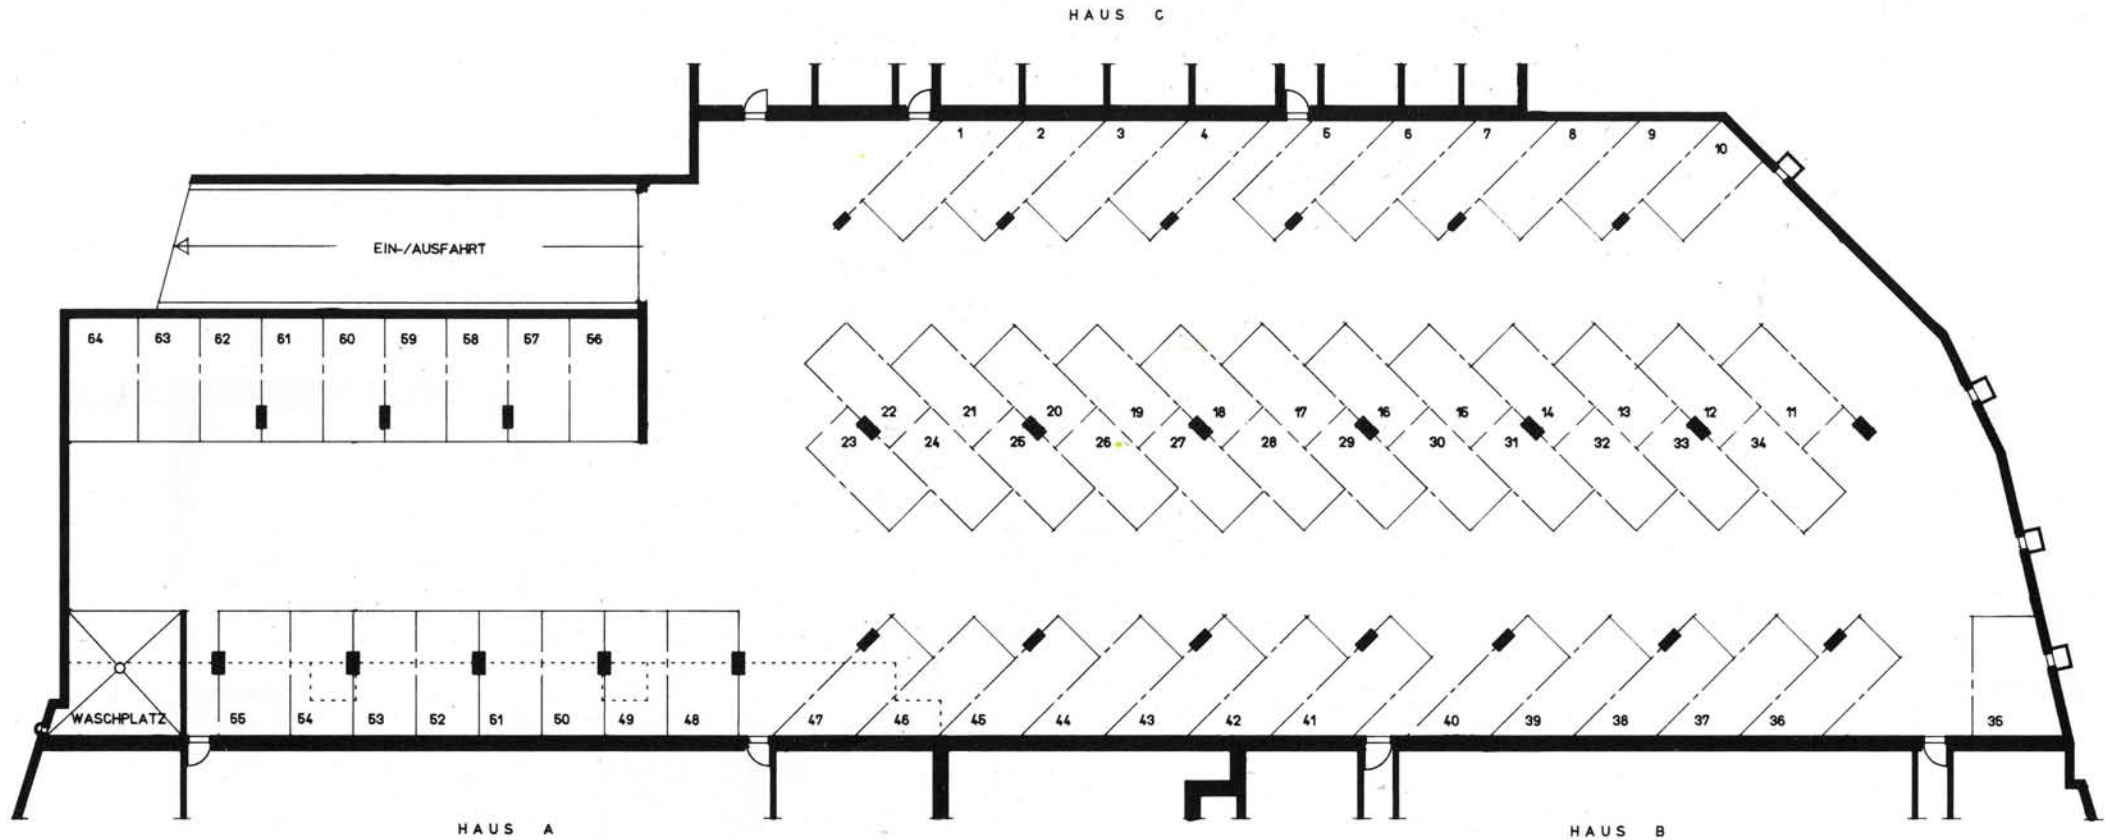 HAUS C
1 2 3 4 5 6 7 8 9 10
EIN-/AUSFAHRT
64 63 62 61 60 59 58 57 56
22 21 20 19 18 17 16 15 14 13 12 11
23 24 25 26 27 28 29 30 31 32 33 34
WASCHPLATZ 55 54 53 52 51 50 49 48 47 46 45 44 43 42 41 40 39 38 37 36 35
HAUS A
HAUS B